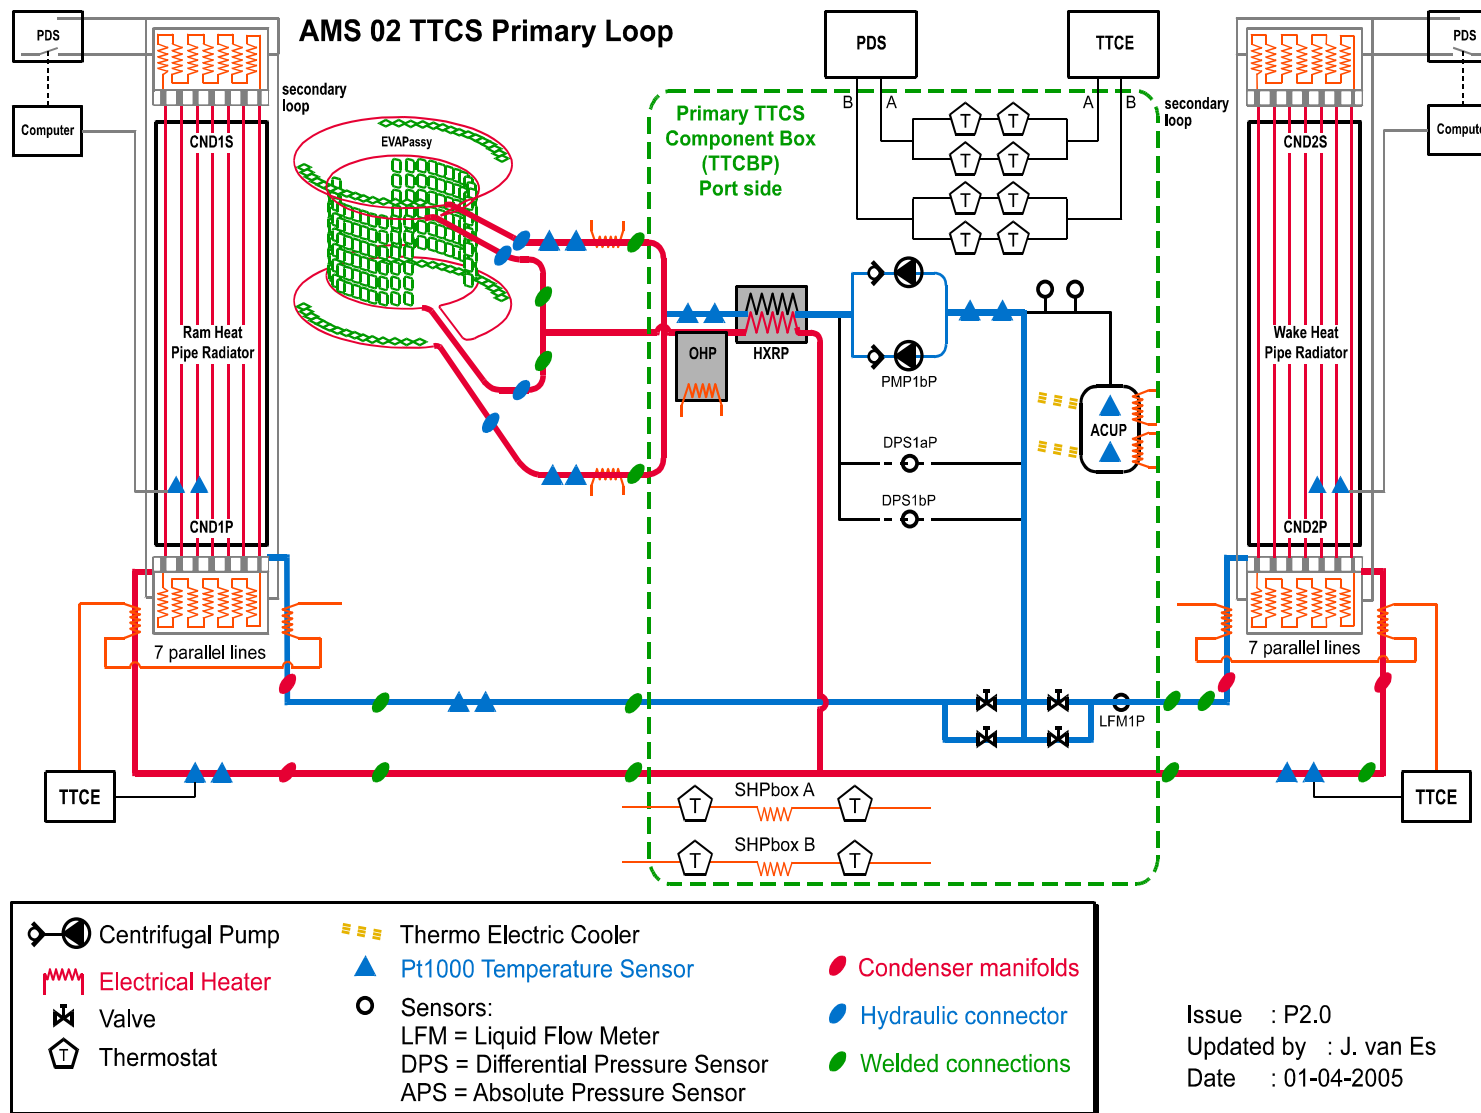 AMS 02 TTCS Primary Loop
PDS
PDS
TTCE
PDS
B
A
A
B
secondary
loop
secondary
loop
Computer
Compute
Primary TTCS
Component Box
(TTCBP)
Port side
T
T
T
T
T
T
T
T
CND1S
EVAPassy
CND2S
Ram Heat
Pipe Radiator
OHP
HXRP
PMP1bP
Wake Heat
Pipe Radiator
ACUP
DPS1aP
DPS1bP
CND1P
CND2P
7 parallel lines
7 parallel lines
LFM1P
TTCE
TTCE
SHPbox A
T
T
SHPbox B
T
T
Centrifugal Pump
Electrical Heater
Valve
T
Thermostat
Thermo Electric Cooler
Pt1000 Temperature Sensor
Sensors:
LFM = Liquid Flow Meter
DPS = Differential Pressure Sensor
APS = Absolute Pressure Sensor
Condenser manifolds
Hydraulic connector
Welded connections
Issue : P2.0
Updated by : J. van Es
Date : 01-04-2005